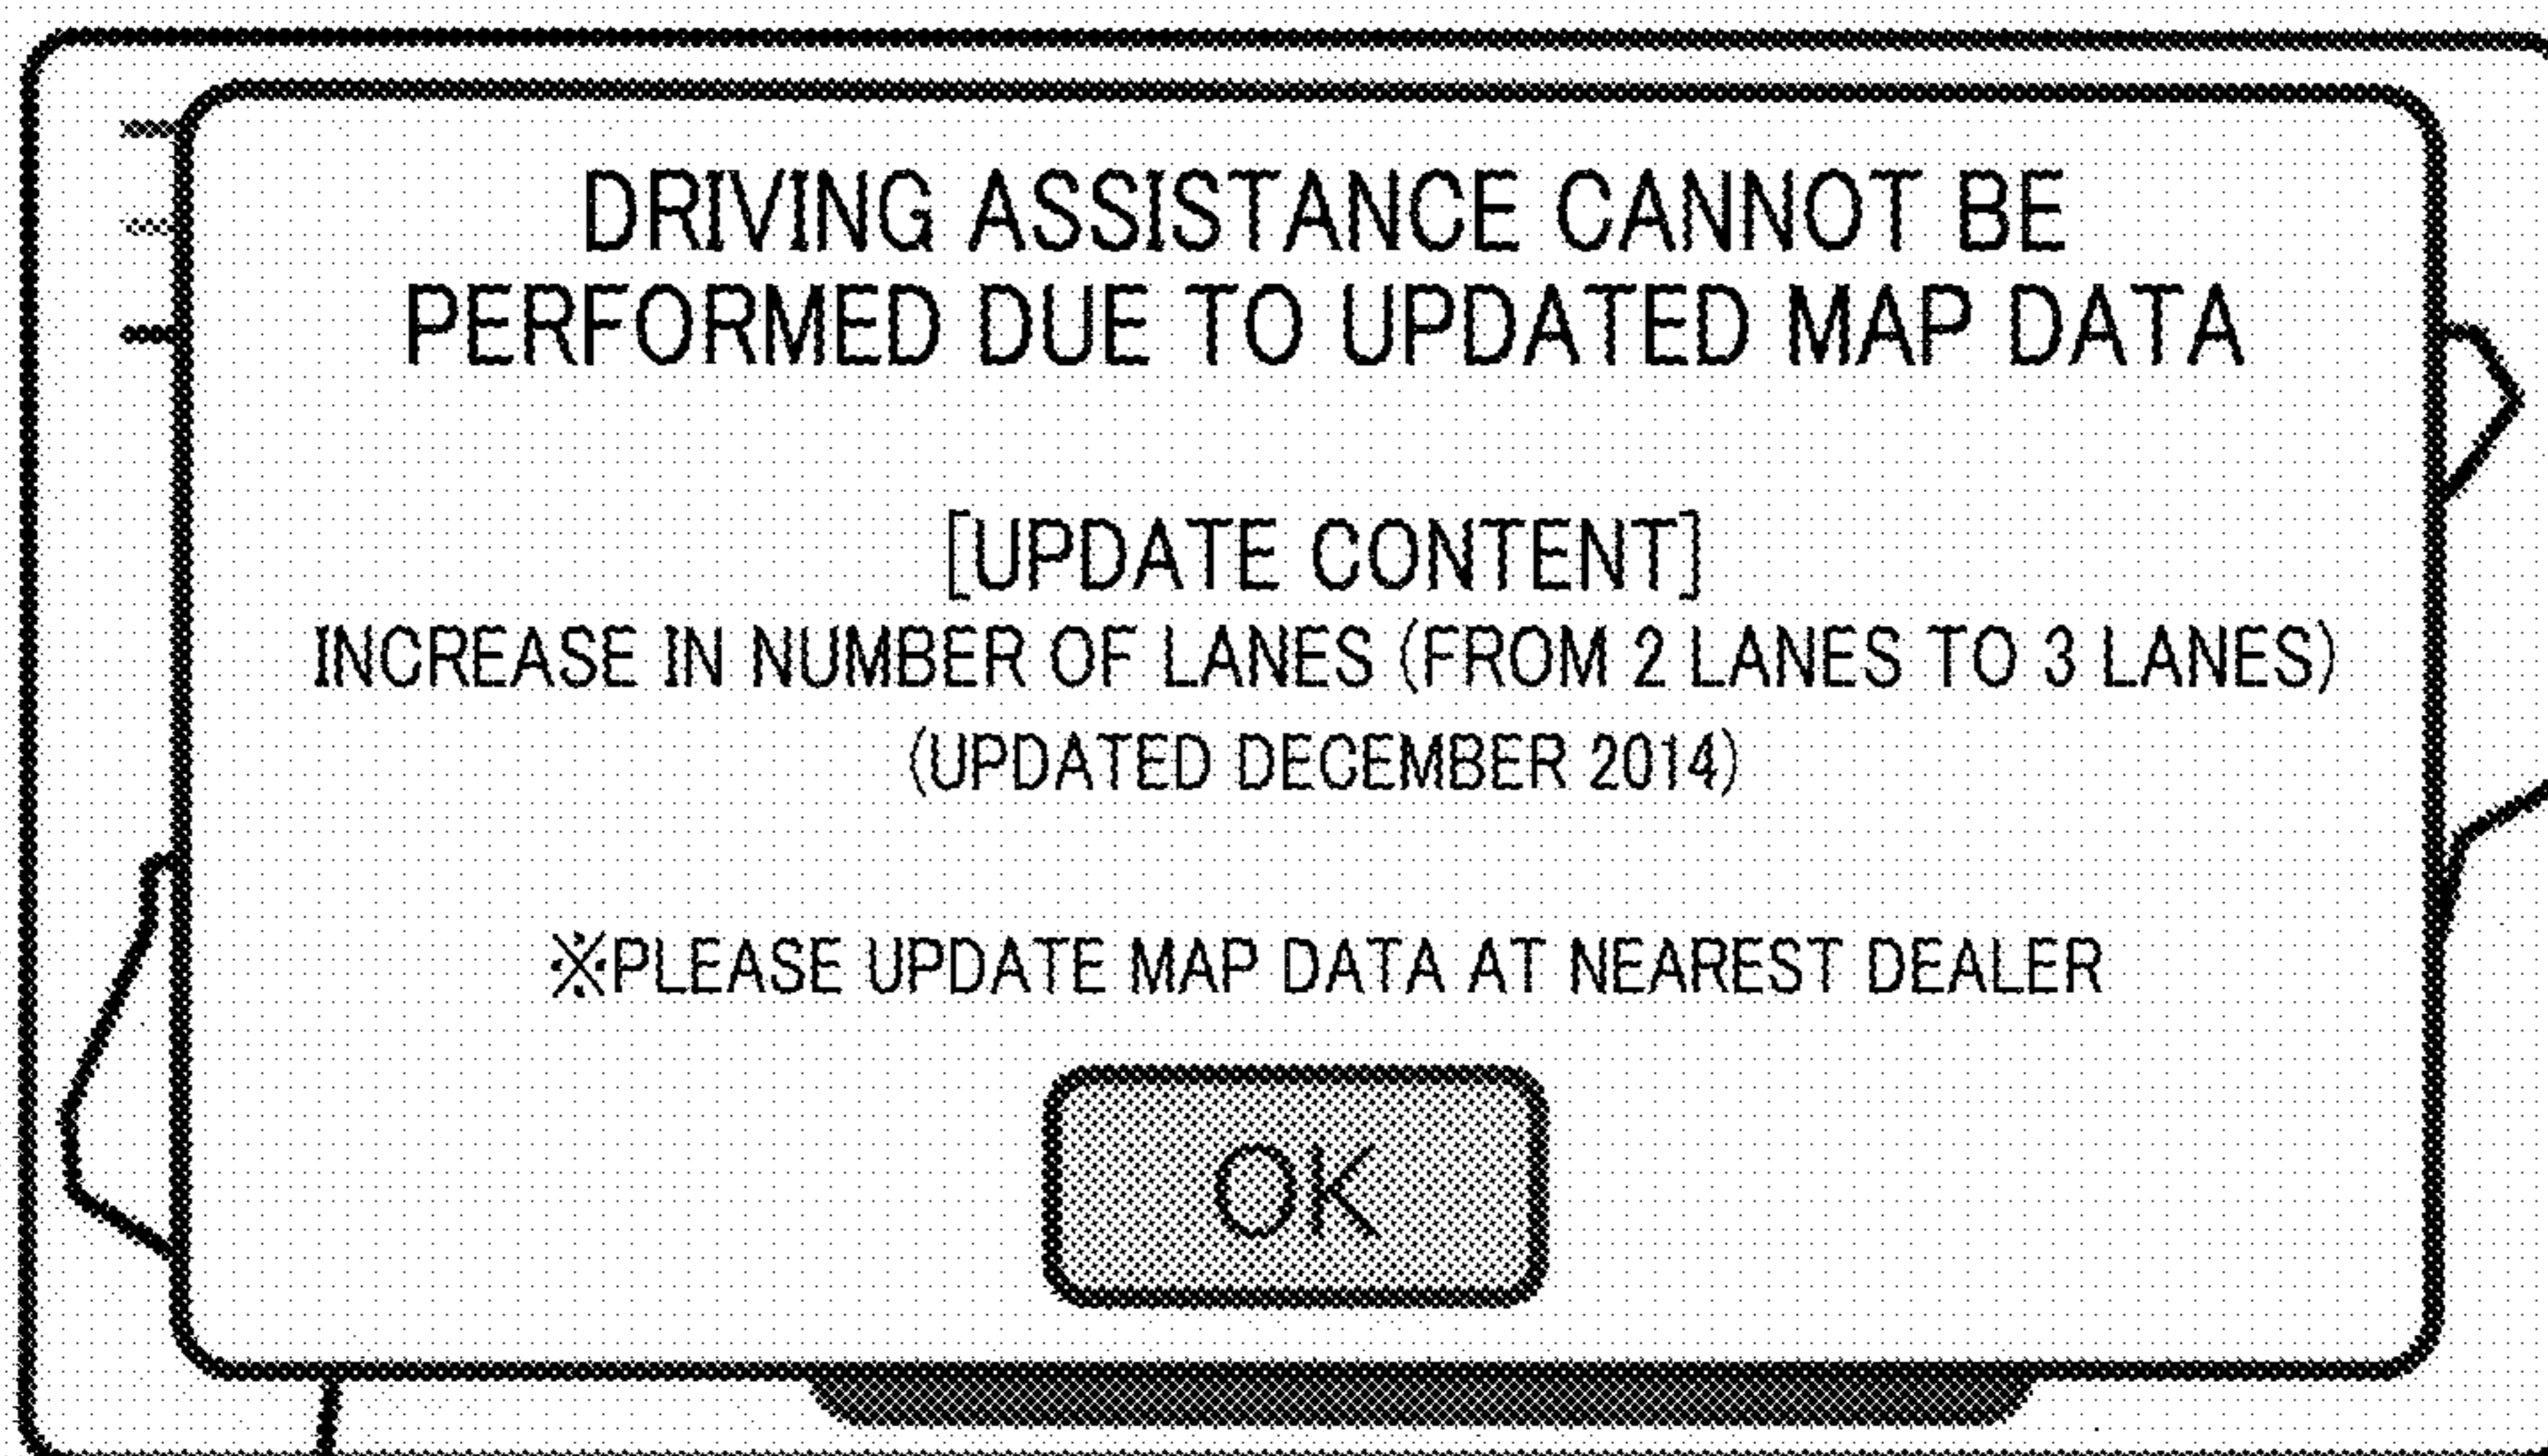 DRIVING ASSISTANCE CANNOT BE
PERFORMED DUE TO UPDATED MAP DATA
[UPDATE CONTENT]
INCREASE IN NUMBER OF LANES (FROM 2 LANES TO 3 LANES)
(UPDATED DECEMBER 2014)
※PLEASE UPDATE MAP DATA AT NEAREST DEALER
OK